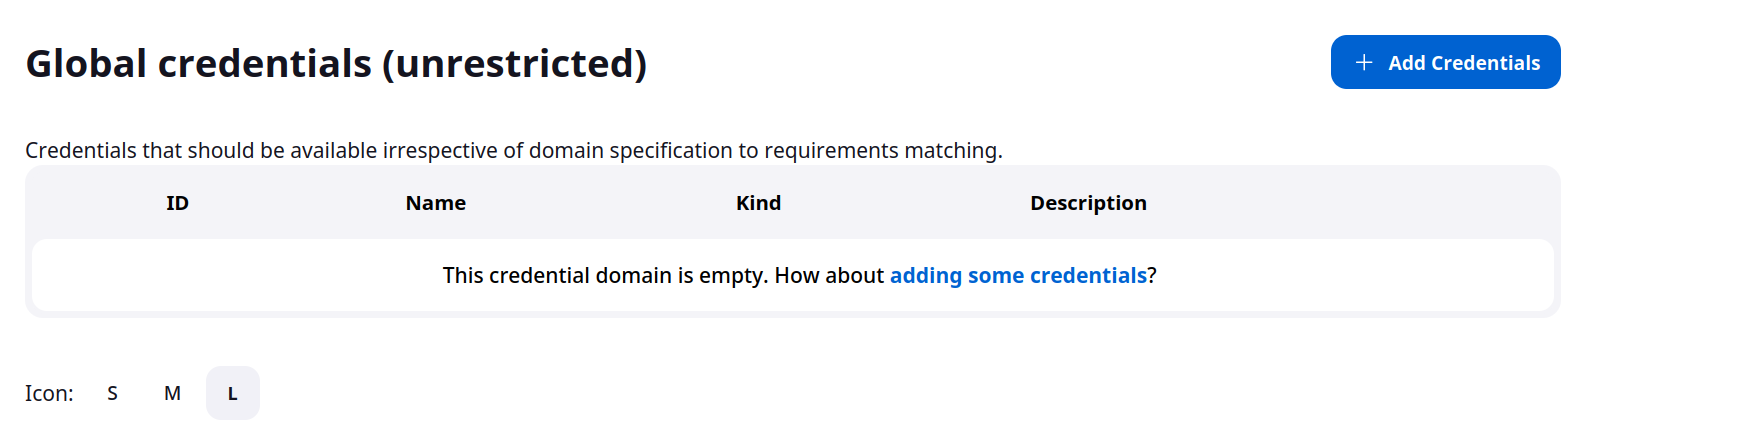 Global credentials (unrestricted)
Add Credentials
Credentials that should be available irrespective of domain specification to requirements matching.
ID Name Kind Description
This credential domain is empty. How about adding some credentials?
Icon: S M L